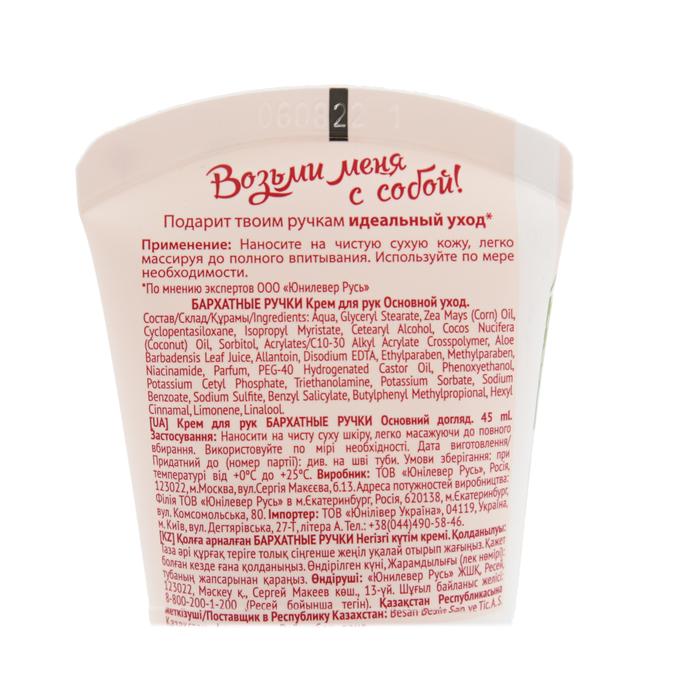 060822 1
Возьми меня
с собой!
Подарит твоим ручкам идеальный уход*
Применение: Наносите на чистую сухую кожу, легко
массируя до полного впитывания. Используйте по мере
необходимости.
*По мнению экспертов ООО «Юнилевер Русь»
БАРХАТНЫЕ РУЧКИ Крем для рук Основной уход.
Состав/Склад/Құрамы/Ingredients: Aqua, Glyceryl Stearate, Zea Mays (Corn) Oil,
Cyclopentasiloxane, Isopropyl Myristate, Cetearyl Alcohol, Cocos Nucifera
(Coconut) Oil, Sorbitol, Acrylates/C10-30 Alkyl Acrylate Crosspolymer, Aloe
Barbadensis Leaf Juice, Allantoin, Disodium EDTA, Ethylparaben, Methylparaben,
Niacinamide, Parfum, PEG-40 Hydrogenated Castor Oil, Phenoxyethanol,
Potassium Cetyl Phosphate, Triethanolamine, Potassium Sorbate, Sodium
Benzoate, Sodium Sulfite, Benzyl Salicylate, Butylphenyl Methylpropional, Hexyl
Cinnamal, Limonene, Linalool.
[UA] Крем для рук БАРХАТНЫЕ РУЧКИ Основний догляд. 45 ml.
Застосування: Наносити на чисту суху шкіру, легко масажуючи до повного
вбирання. Використовуйте по мірі необхідності. Дата виготовлення/
Придатний до (номер партії): див. на шві туби. Умови зберігання: при
температурі від +0°С до +25°С. Виробник: ТОВ «Юнілевер Русь», Росія,
123022, м.Москва, вул.Сергія Макєєва, б.13. Адреса потужностей виробництва:
Філія ТОВ «Юнілевер Русь» в м.Єкатеринбург, Росія, 620138, м.Єкатеринбург,
вул. Комсомольська, 80. Імпортер: ТОВ «Юнілівер Україна», 04119, Україна,
м. Київ, вул. Дегтярівська, 27-Т, літера А. Тел.: +38(044)490-58-46.
[KZ] Қолға арналған БАРХАТНЫЕ РУЧКИ Негізгі күтім кремі. Қолданылуы:
Таза әрі құрғақ теріге толық сіңгенше жеңіл уқалай отырып жағыңыз. Қажет
болған кезде ғана қолданыңыз. Өндірілген күні, Жарамдылығы (лек нөмірі):
тубаның жапсарынан қараңыз. Өндіруші: «Юнилевер Русь» ЖШҚ, Ресей,
123022, Мәскеу қ., Сергей Макеев көш., 13-үй. Шұғыл байланыс желісі:
8-800-200-1-200 (Ресей бойынша тегін). Қазақстан Республикасына
жеткізуші/Поставщик в Республику Казахстан: Besan Besin San. ve Tic. A.S.